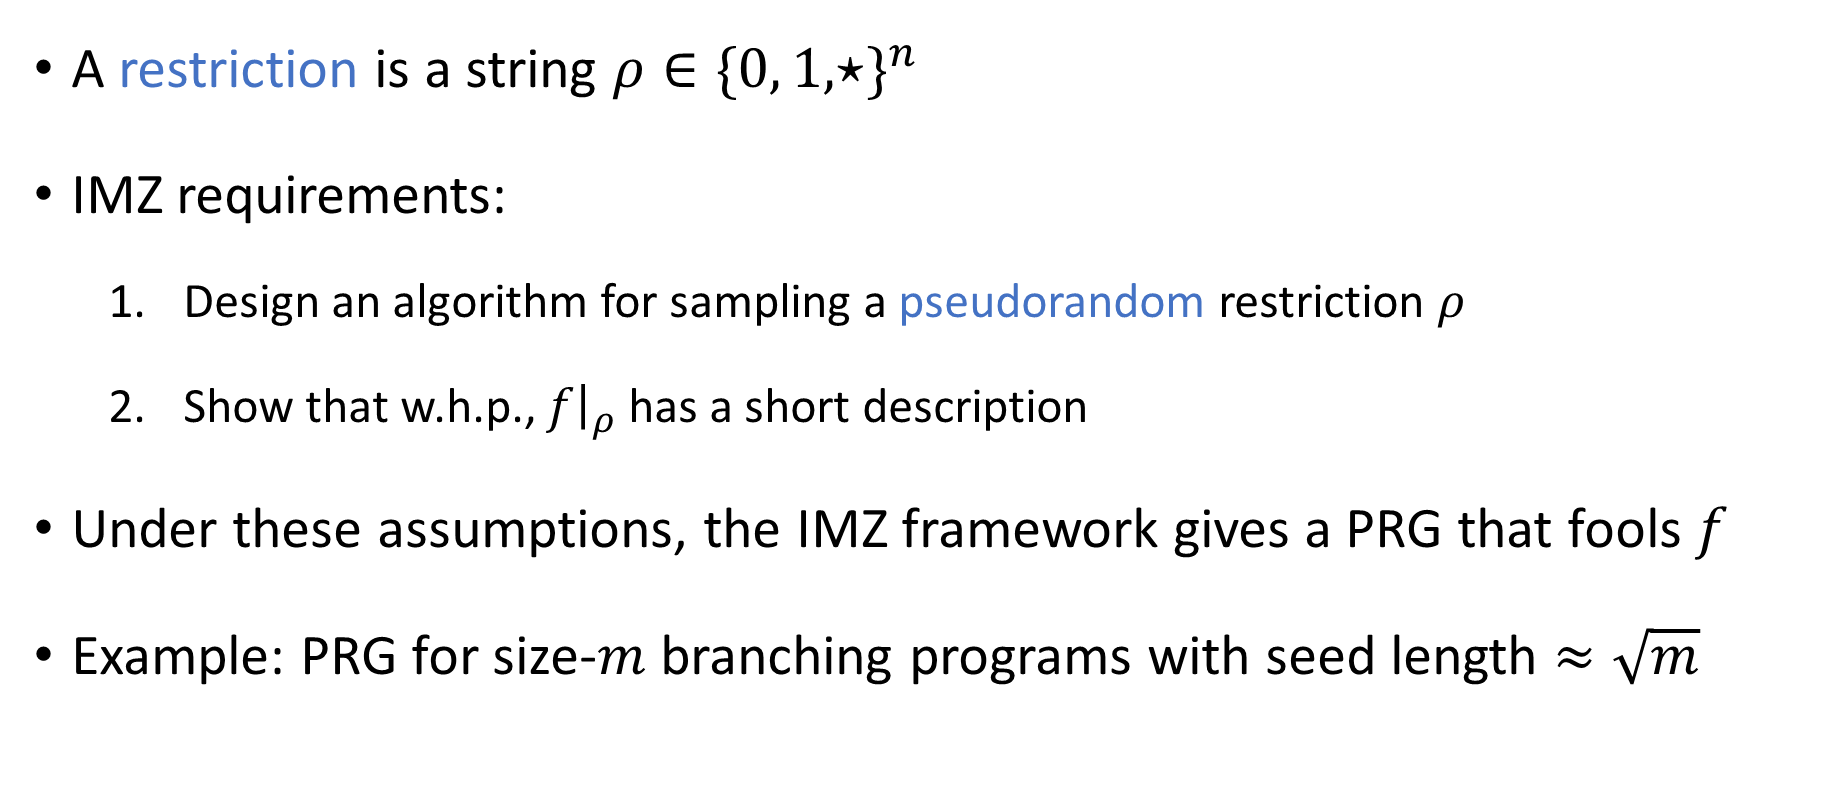 • A restriction is a string ρ ∈ {0, 1,⋆}ⁿ
• IMZ requirements:
1. Design an algorithm for sampling a pseudorandom restriction ρ
2. Show that w.h.p., f|ᵨ has a short description
• Under these assumptions, the IMZ framework gives a PRG that fools f
• Example: PRG for size-m branching programs with seed length ≈ √m